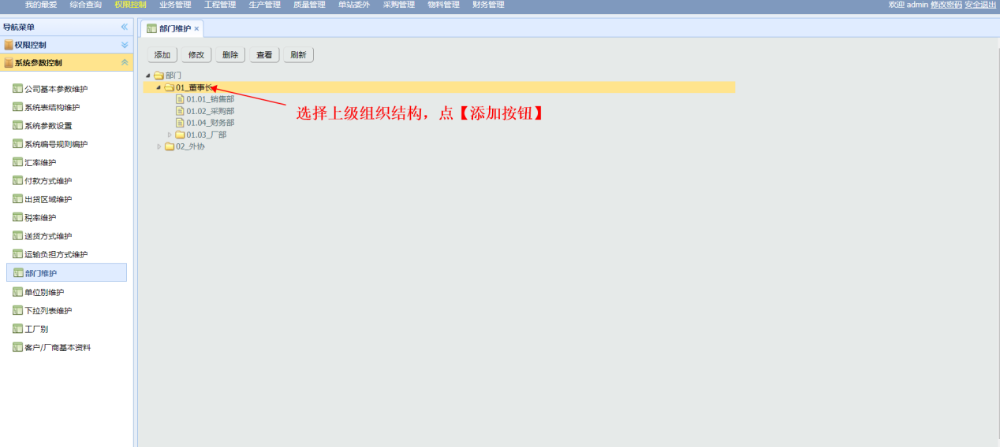 我的最爱 综合查询 权限控制 业务管理 工程管理 生产管理 质量管理 单站委外 采购管理 物料管理 财务管理 欢迎 admin 修改密码 安全退出
导航菜单
权限控制
系统参数控制
公司基本参数维护
系统表结构维护
系统参数设置
系统编号规则编护
汇率维护
付款方式维护
出货区域维护
税率维护
送货方式维护
运输负担方式维护
部门维护
单位别维护
下拉列表维护
工厂别
客户/厂商基本资料
部门维护 ×
添加 修改 删除 查看 刷新
部门
01_董事长
01.01_销售部
01.02_采购部
01.04_财务部
01.03_厂部
02_外协
选择上级组织结构，点【添加按钮】